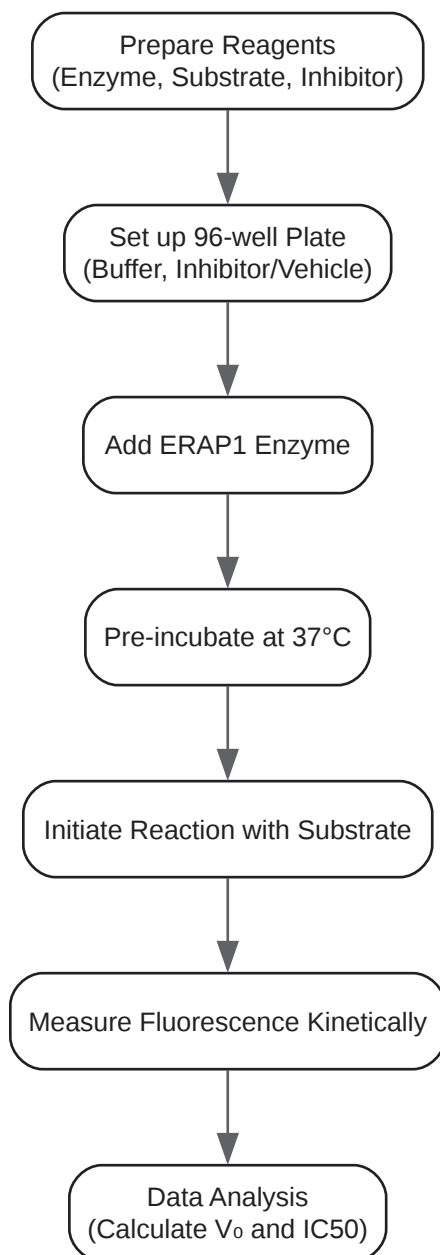 Prepare Reagents
(Enzyme, Substrate, Inhibitor)
Set up 96-well Plate
(Buffer, Inhibitor/Vehicle)
Add ERAP1 Enzyme
Pre-incubate at 37°C
Initiate Reaction with Substrate
Measure Fluorescence Kinetically
Data Analysis
(Calculate V₀ and IC50)